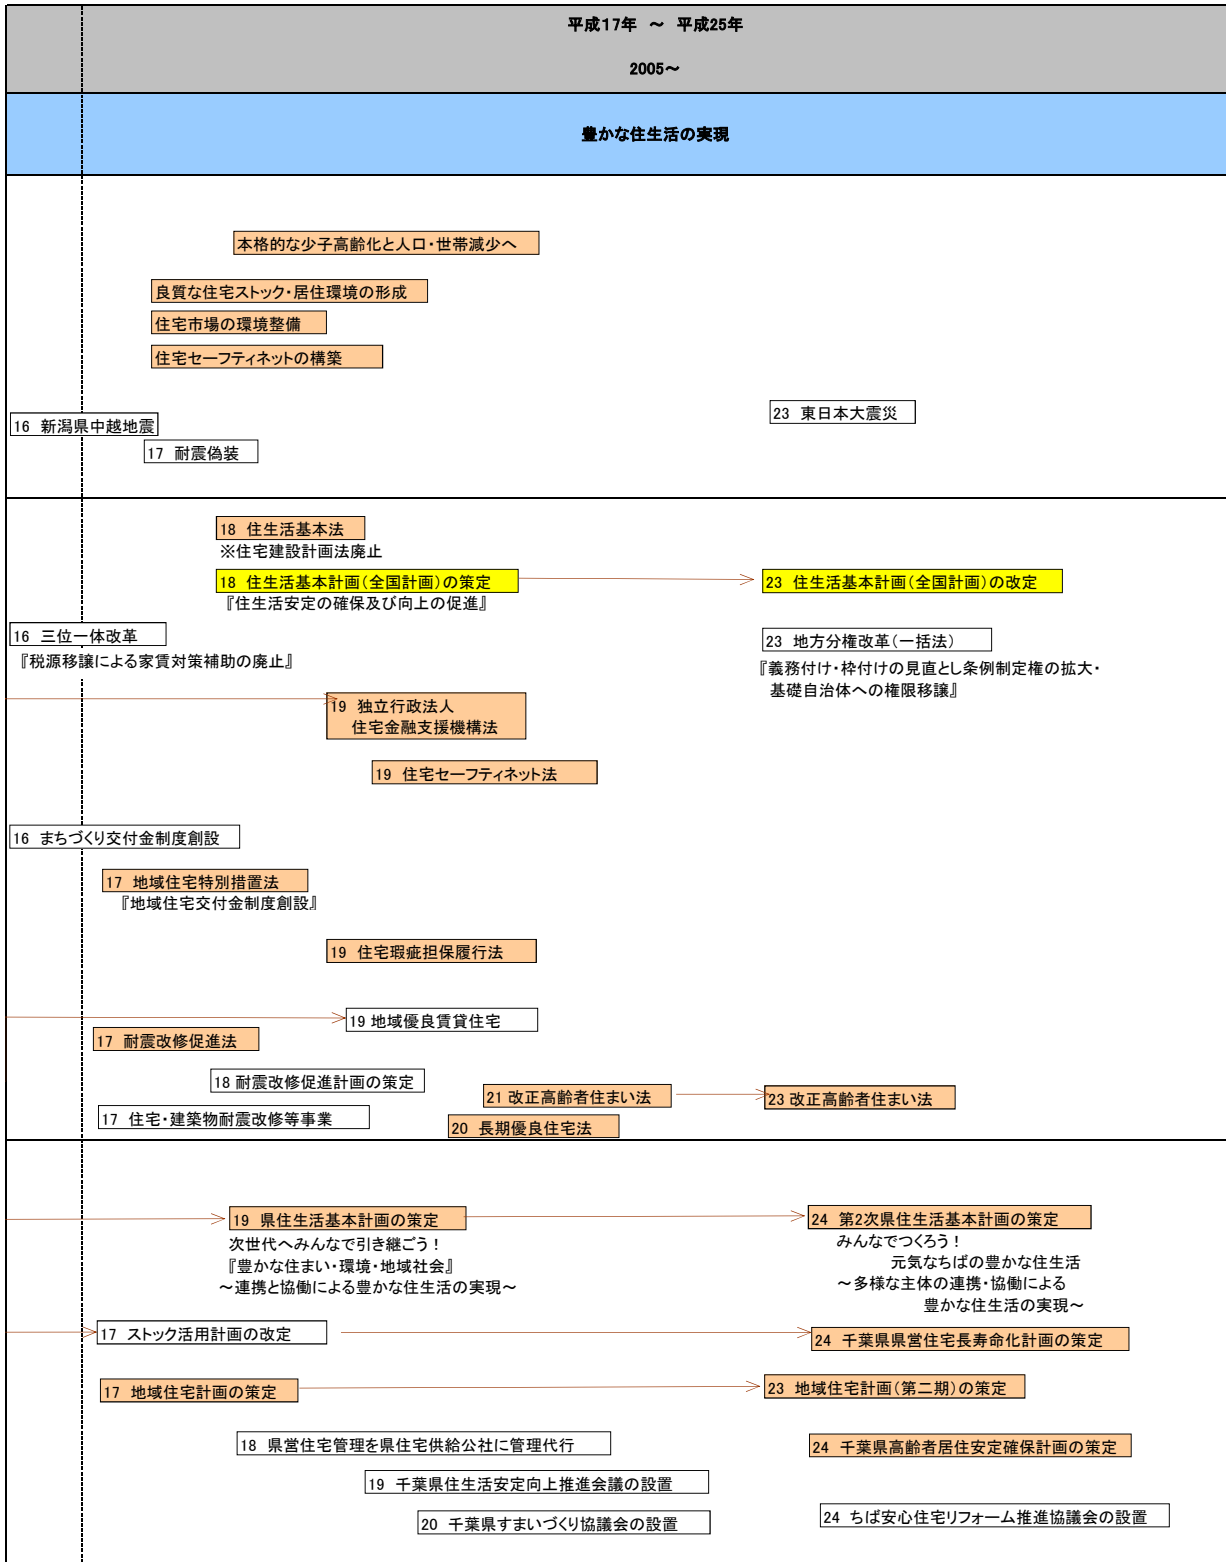 平成17年 ～ 平成25年
2005～
豊かな住生活の実現
本格的な少子高齢化と人口・世帯減少へ
良質な住宅ストック・居住環境の形成
住宅市場の環境整備
住宅セーフティネットの構築
23 東日本大震災
16 新潟県中越地震
17 耐震偽装
18 住生活基本法
※住宅建設計画法廃止
18 住生活基本計画（全国計画）の策定
23 住生活基本計画（全国計画）の改定
『住生活安定の確保及び向上の促進』
16 三位一体改革
23 地方分権改革（一括法）
『税源移譲による家賃対策補助の廃止』
『義務付け・枠付けの見直とし条例制定権の拡大・
基礎自治体への権限移譲』
19 独立行政法人
住宅金融支援機構法
19 住宅セーフティネット法
16 まちづくり交付金制度創設
17 地域住宅特別措置法
『地域住宅交付金制度創設』
19 住宅瑕疵担保履行法
19 地域優良賃貸住宅
17 耐震改修促進法
18 耐震改修促進計画の策定
21 改正高齢者住まい法
23 改正高齢者住まい法
17 住宅・建築物耐震改修等事業
20 長期優良住宅法
19 県住生活基本計画の策定
24 第2次県住生活基本計画の策定
次世代へみんなで引き継ごう！
『豊かな住まい・環境・地域社会』
～連携と協働による豊かな住生活の実現～
みんなでつくろう！
元気なちばの豊かな住生活
～多様な主体の連携・協働による
豊かな住生活の実現～
17 ストック活用計画の改定
24 千葉県県営住宅長寿命化計画の策定
17 地域住宅計画の策定
23 地域住宅計画（第二期）の策定
18 県営住宅管理を県住宅供給公社に管理代行
24 千葉県高齢者居住安定確保計画の策定
19 千葉県住生活安定向上推進会議の設置
20 千葉県すまいづくり協議会の設置
24 ちば安心住宅リフォーム推進協議会の設置